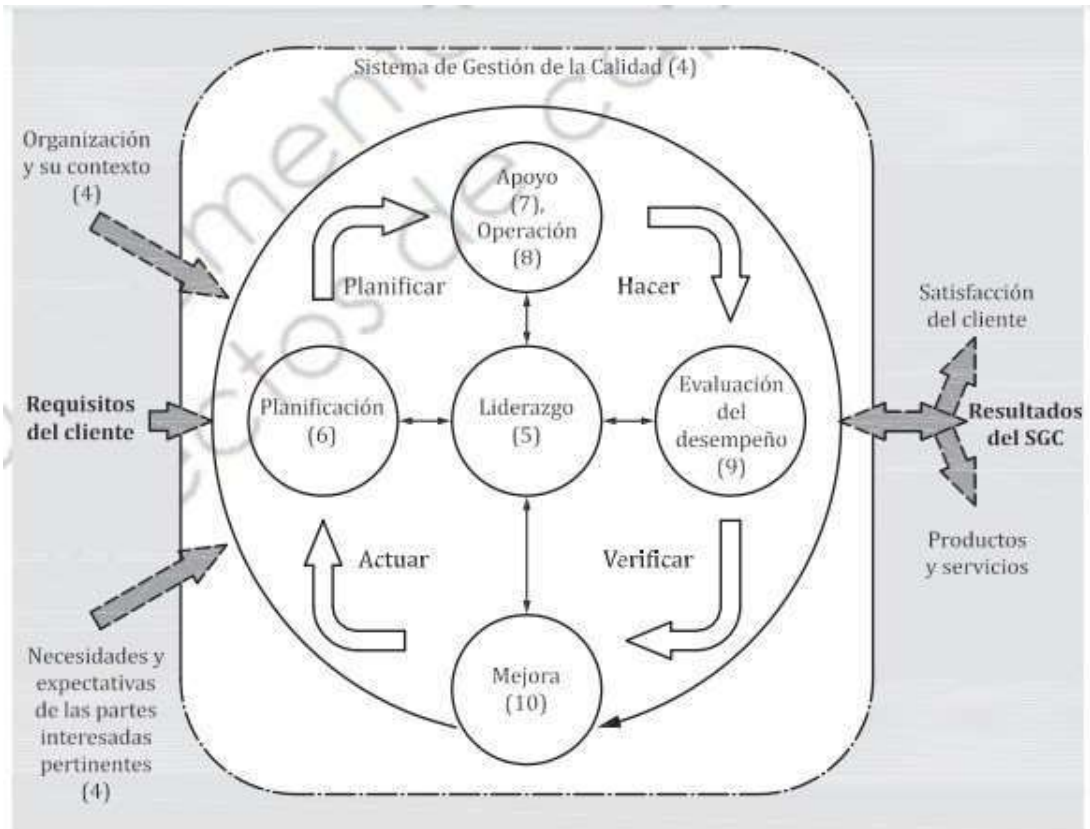 Sistema de Gestión de la Calidad (4)
Organización
y su contexto
(4)
Apoyo
(7),
Operación
(8)
Planificar
Hacer
Satisfacción
del cliente
Requisitos
del cliente
Planificación
(6)
Liderazgo
(5)
Evaluación
del
desempeño
(9)
Resultados
del SGC
Actuar
Verificar
Productos
y servicios
Necesidades y
expectativas
de las partes
interesadas
pertinentes
(4)
Mejora
(10)